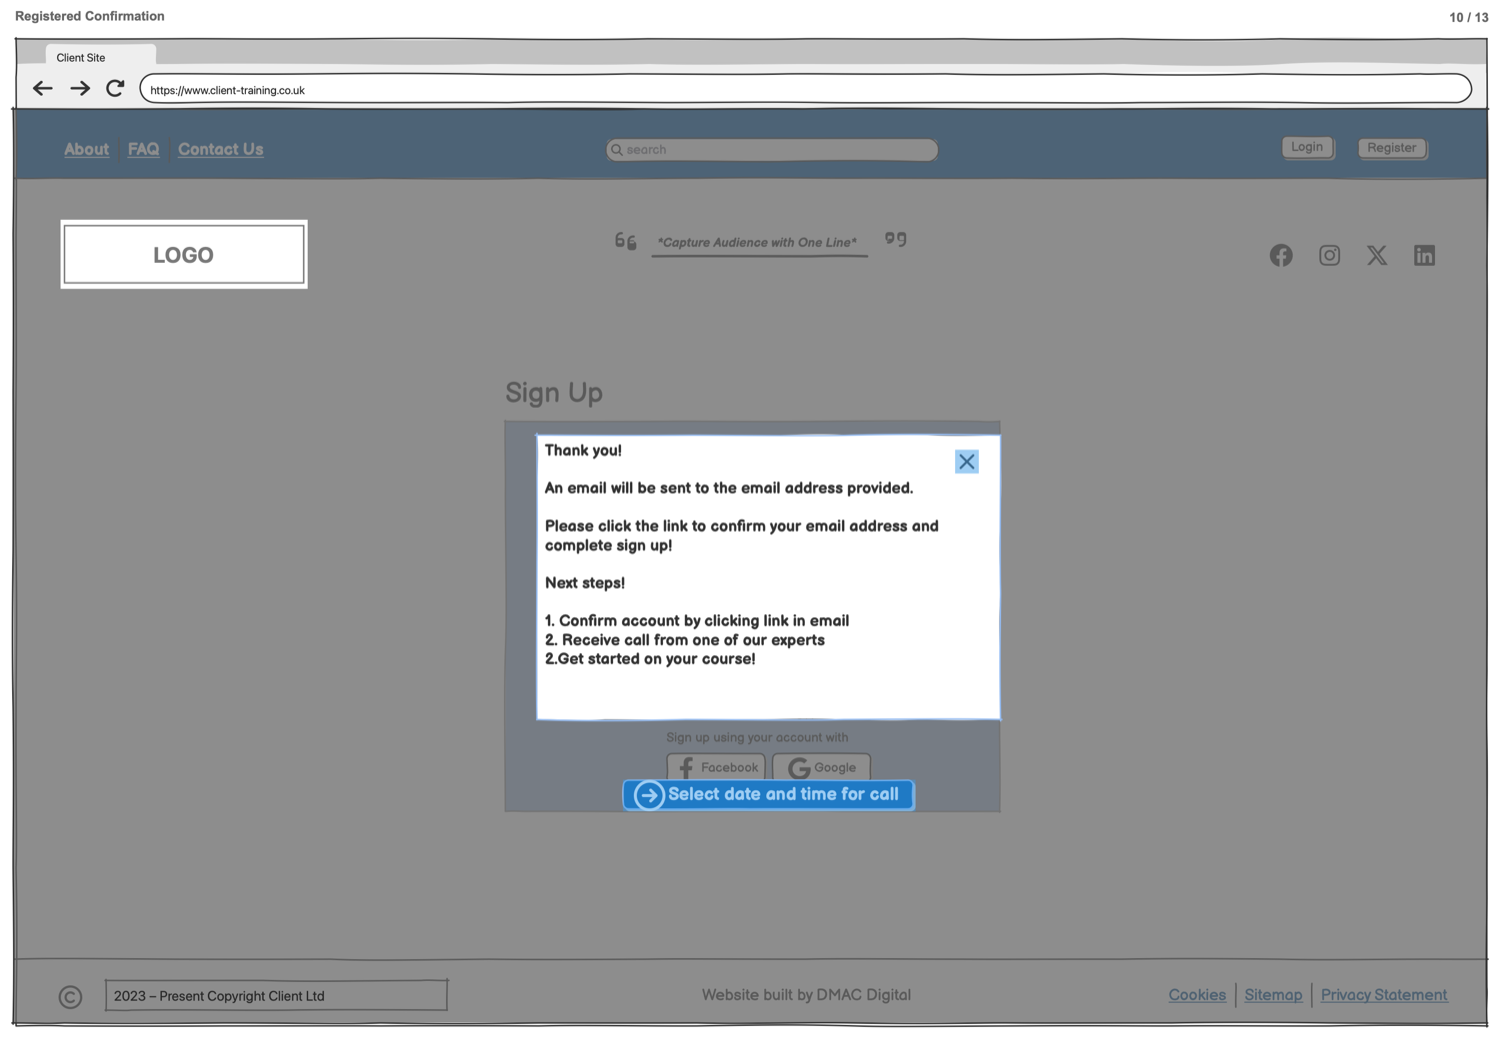 Registered Confirmation
10 / 13
Client Site
https://www.client-training.co.uk
About
FAQ
Contact Us
search
Login
Register
LOGO
*Capture Audience with One Line*
Sign Up
Thank you!
An email will be sent to the email address provided.
Please click the link to confirm your email address and
complete sign up!
Next steps!
1. Confirm account by clicking link in email
2. Receive call from one of our experts
2.Get started on your course!
Sign up using your account with
Facebook
Google
Select date and time for call
2023 – Present Copyright Client Ltd
Website built by DMAC Digital
Cookies
Sitemap
Privacy Statement